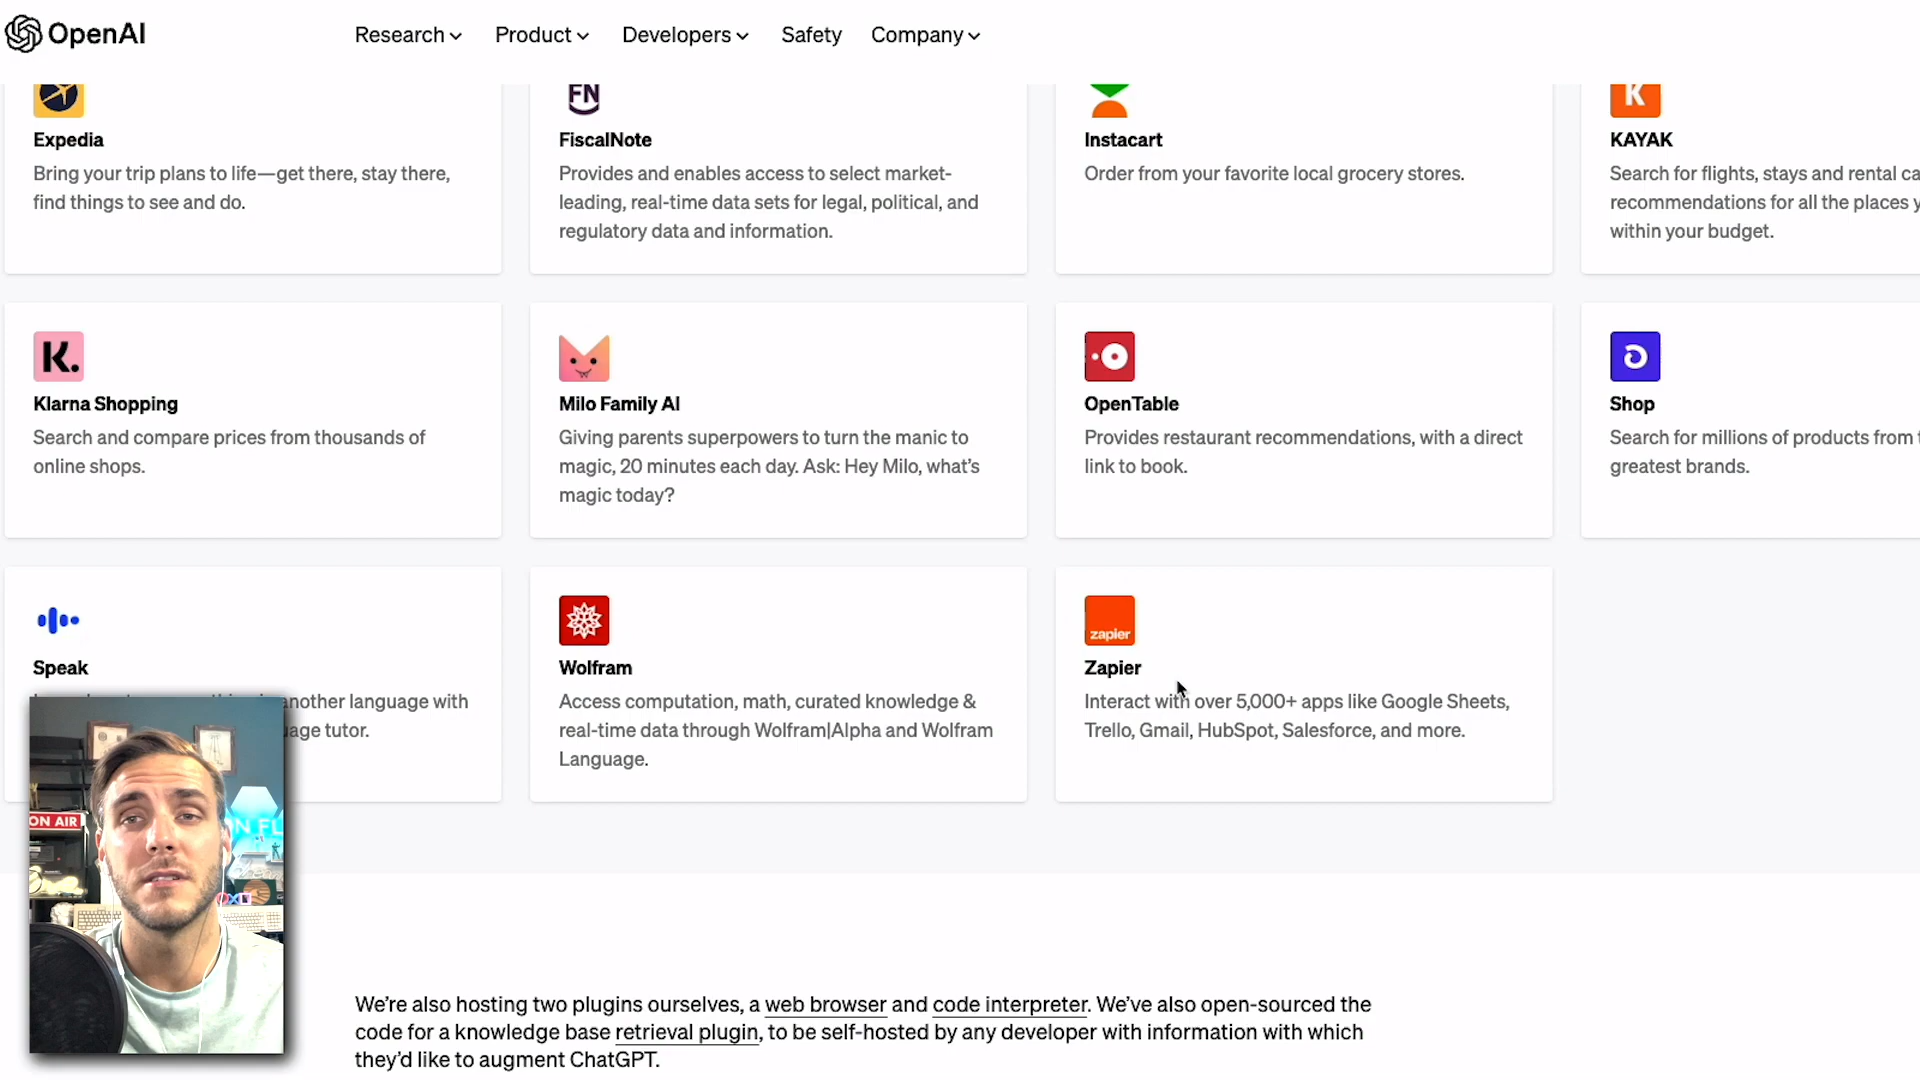 OpenAI
Research
Product
Developers
Safety
Company
Expedia
Bring your trip plans to life—get there, stay there,
find things to see and do.
FN
FiscalNote
Provides and enables access to select market-
leading, real-time data sets for legal, political, and
regulatory data and information.
Instacart
Order from your favorite local grocery stores.
K
KAYAK
Search for flights, stays and rental ca
recommendations for all the places y
within your budget.
K.
Klarna Shopping
Search and compare prices from thousands of
online shops.
Milo Family AI
Giving parents superpowers to turn the manic to
magic, 20 minutes each day. Ask: Hey Milo, what's
magic today?
OpenTable
Provides restaurant recommendations, with a direct
link to book.
Shop
Search for millions of products from
greatest brands.
Speak
another language with
tutor.
Wolfram
Access computation, math, curated knowledge &
real-time data through Wolfram|Alpha and Wolfram
Language.
zapier
Zapier
Interact with over 5,000+ apps like Google Sheets,
Trello, Gmail, HubSpot, Salesforce, and more.
ON AIR
We're also hosting two plugins ourselves, a web browser and code interpreter. We've also open-sourced the
code for a knowledge base retrieval plugin, to be self-hosted by any developer with information with which
they'd like to augment ChatGPT.